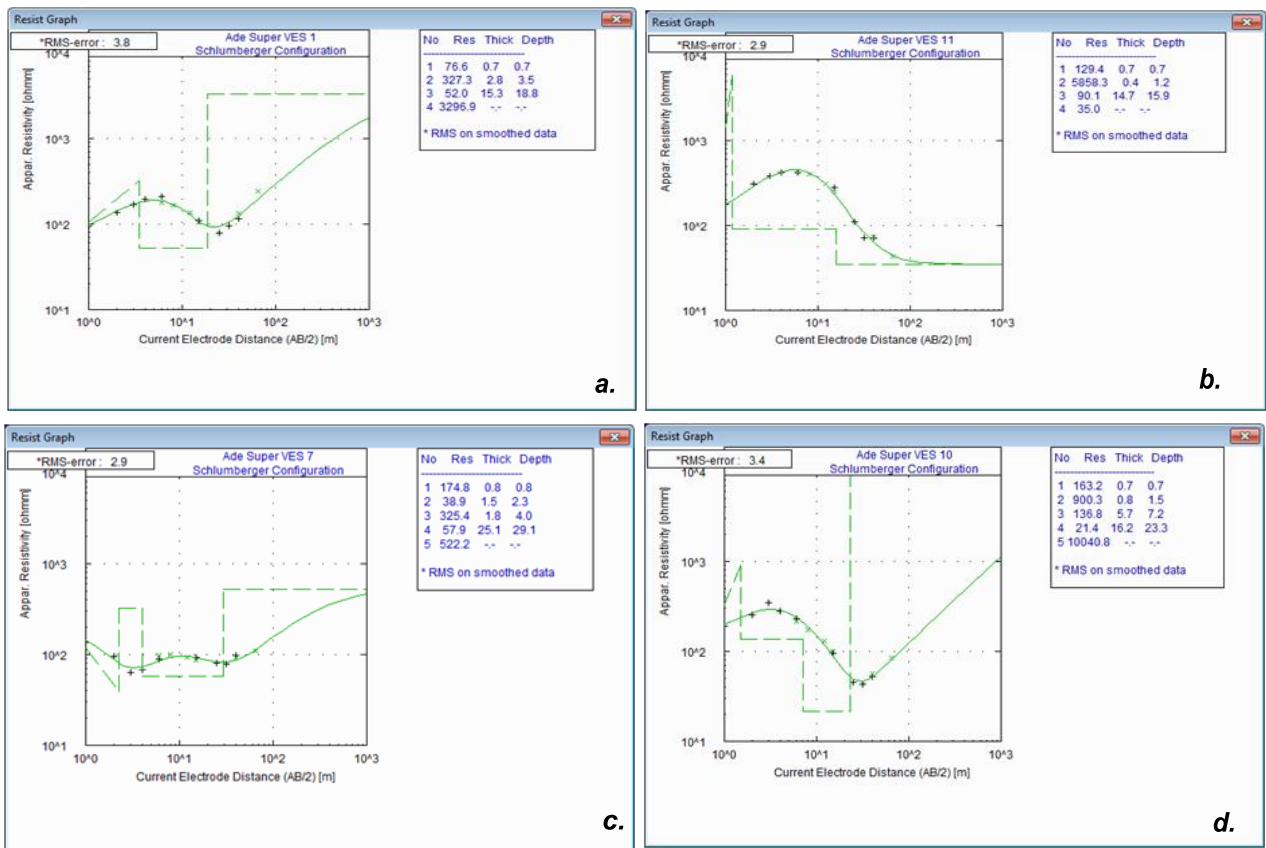 Resist Graph
*RMS-error : 3.8
Ade Super VES 1
Schlumberger Configuration
No Res Thick Depth
1 76.6 0.7 0.7
2 327.3 2.8 3.5
3 52.0 15.3 18.8
4 3296.9 -.- -.-
* RMS on smoothed data
Appar. Resistivity [ohmm]
10^4
10^3
10^2
10^1
10^0 10^1 10^2 10^3
Current Electrode Distance (AB/2) [m]
a.
Resist Graph
*RMS-error : 2.9
Ade Super VES 11
Schlumberger Configuration
No Res Thick Depth
1 129.4 0.7 0.7
2 5858.3 0.4 1.2
3 90.1 14.7 15.9
4 35.0 -.- -.-
* RMS on smoothed data
Appar. Resistivity [ohmm]
10^4
10^3
10^2
10^1
10^0 10^1 10^2 10^3
Current Electrode Distance (AB/2) [m]
b.
Resist Graph
*RMS-error : 2.9
Ade Super VES 7
Schlumberger Configuration
No Res Thick Depth
1 174.8 0.8 0.8
2 38.9 1.5 2.3
3 325.4 1.8 4.0
4 57.9 25.1 29.1
5 522.2 -.- -.-
* RMS on smoothed data
Appar. Resistivity [ohmm]
10^4
10^3
10^2
10^1
10^0 10^1 10^2 10^3
Current Electrode Distance (AB/2) [m]
c.
Resist Graph
*RMS-error : 3.4
Ade Super VES 10
Schlumberger Configuration
No Res Thick Depth
1 163.2 0.7 0.7
2 900.3 0.8 1.5
3 136.8 5.7 7.2
4 21.4 16.2 23.3
5 10040.8 -.- -.-
* RMS on smoothed data
Appar. Resistivity [ohmm]
10^4
10^3
10^2
10^1
10^0 10^1 10^2 10^3
Current Electrode Distance (AB/2) [m]
d.